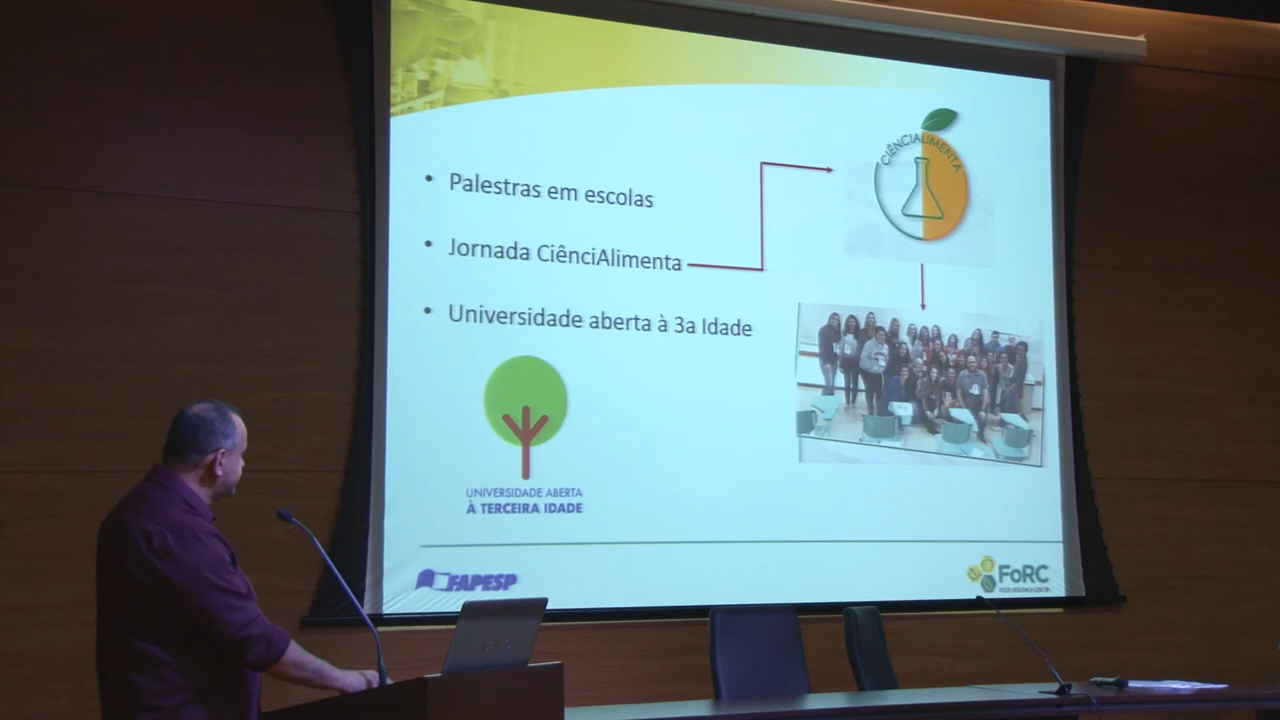 CIÊNCIALIMENTA
Palestras em escolas
Jornada CiênciAlimenta
Universidade aberta à 3a Idade
UNIVERSIDADE ABERTA
À TERCEIRA IDADE
FAPESP
FoRC